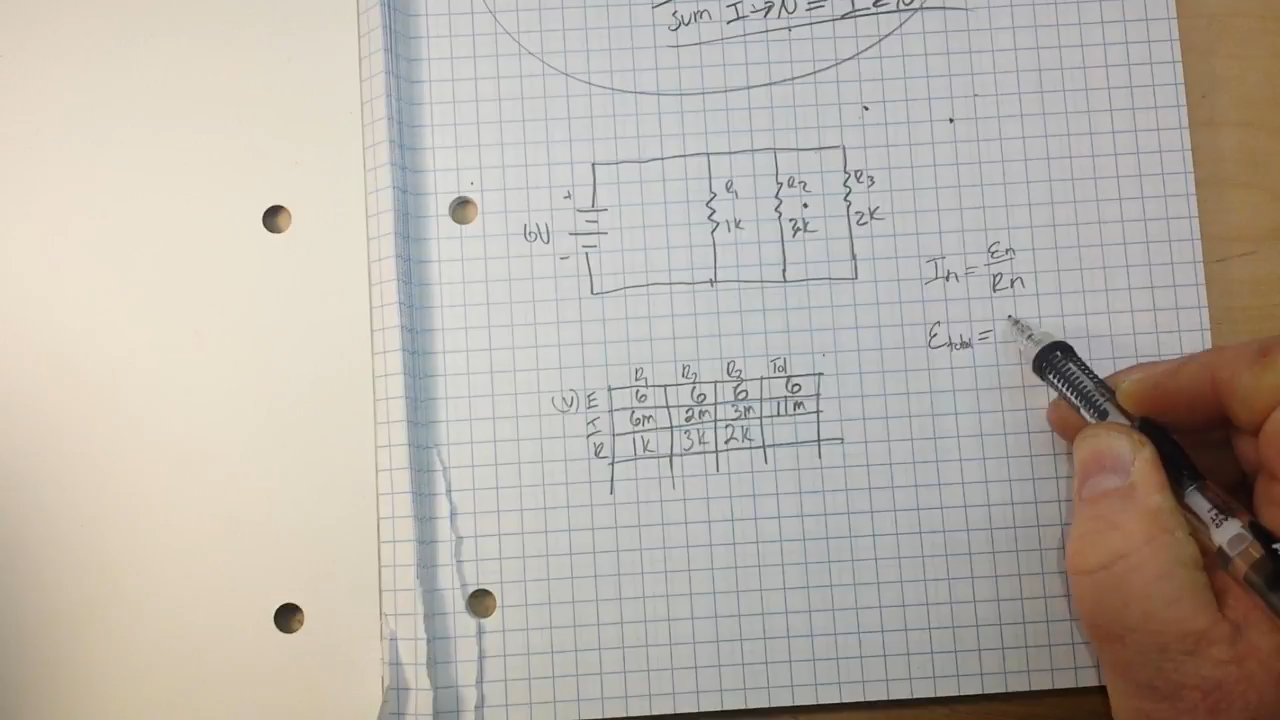 sum I→N = I
+
6V
-
R1
1K
R2
3K
R3
2K
In = En/Rn
Etotal =
R1 R2 R3 Tot
(V) E 6 6 6 6
I 6m 2m 3m 11m
R 1K 3K 2K